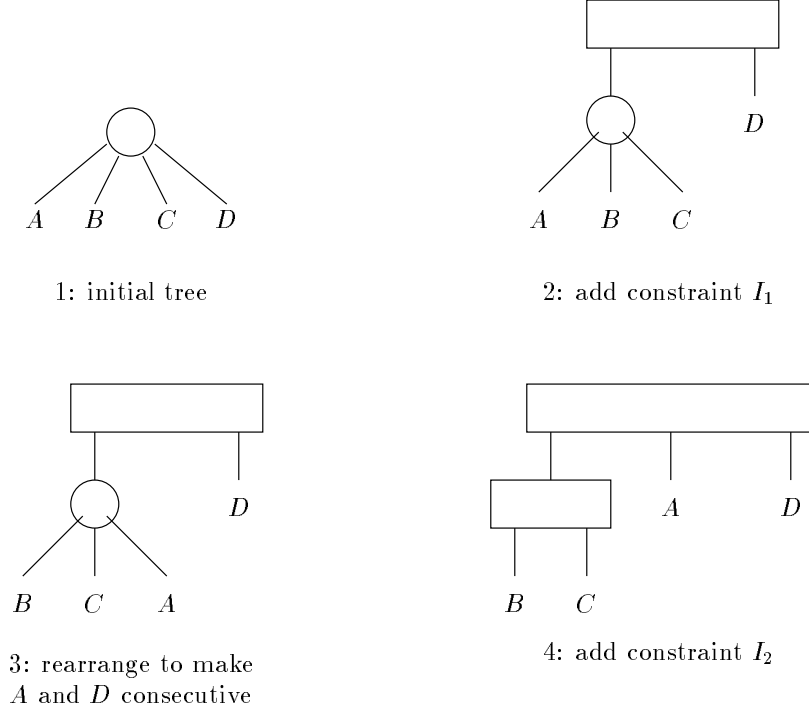 D
A B C D
A B C
1: initial tree
2: add constraint I₁
D
A
D
B C A
B C
3: rearrange to make
A and D consecutive
4: add constraint I₂